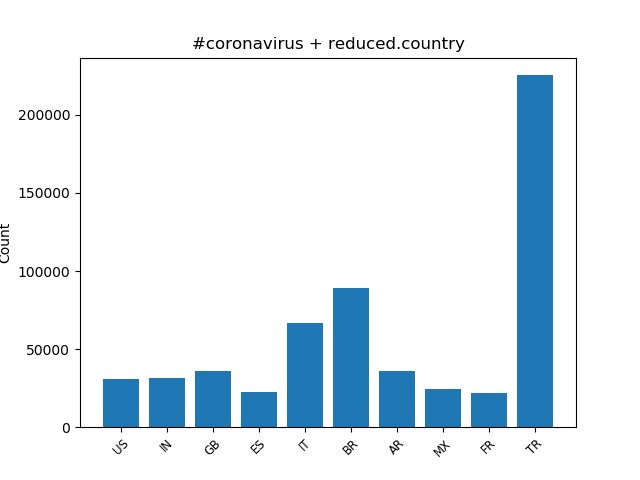 #coronavirus + reduced.country
Count
200000
150000
100000
50000
0
US
IN
GB
ES
IT
BR
AR
MX
FR
TR